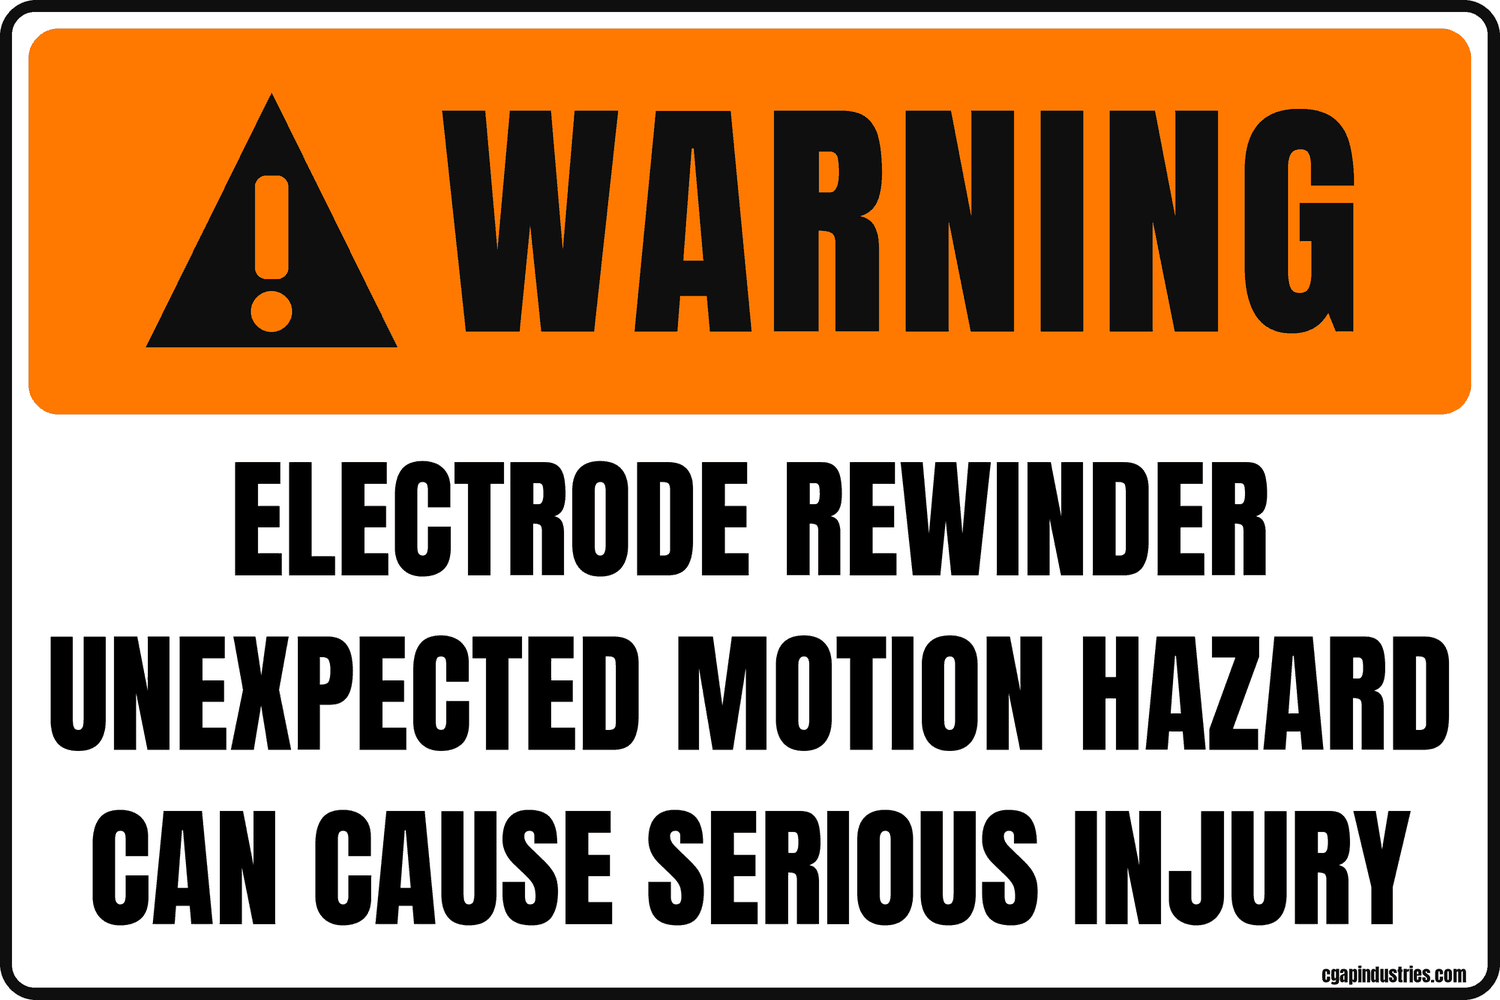 WARNING
ELECTRODE REWINDER
UNEXPECTED MOTION HAZARD
CAN CAUSE SERIOUS INJURY
cgapindustries.com